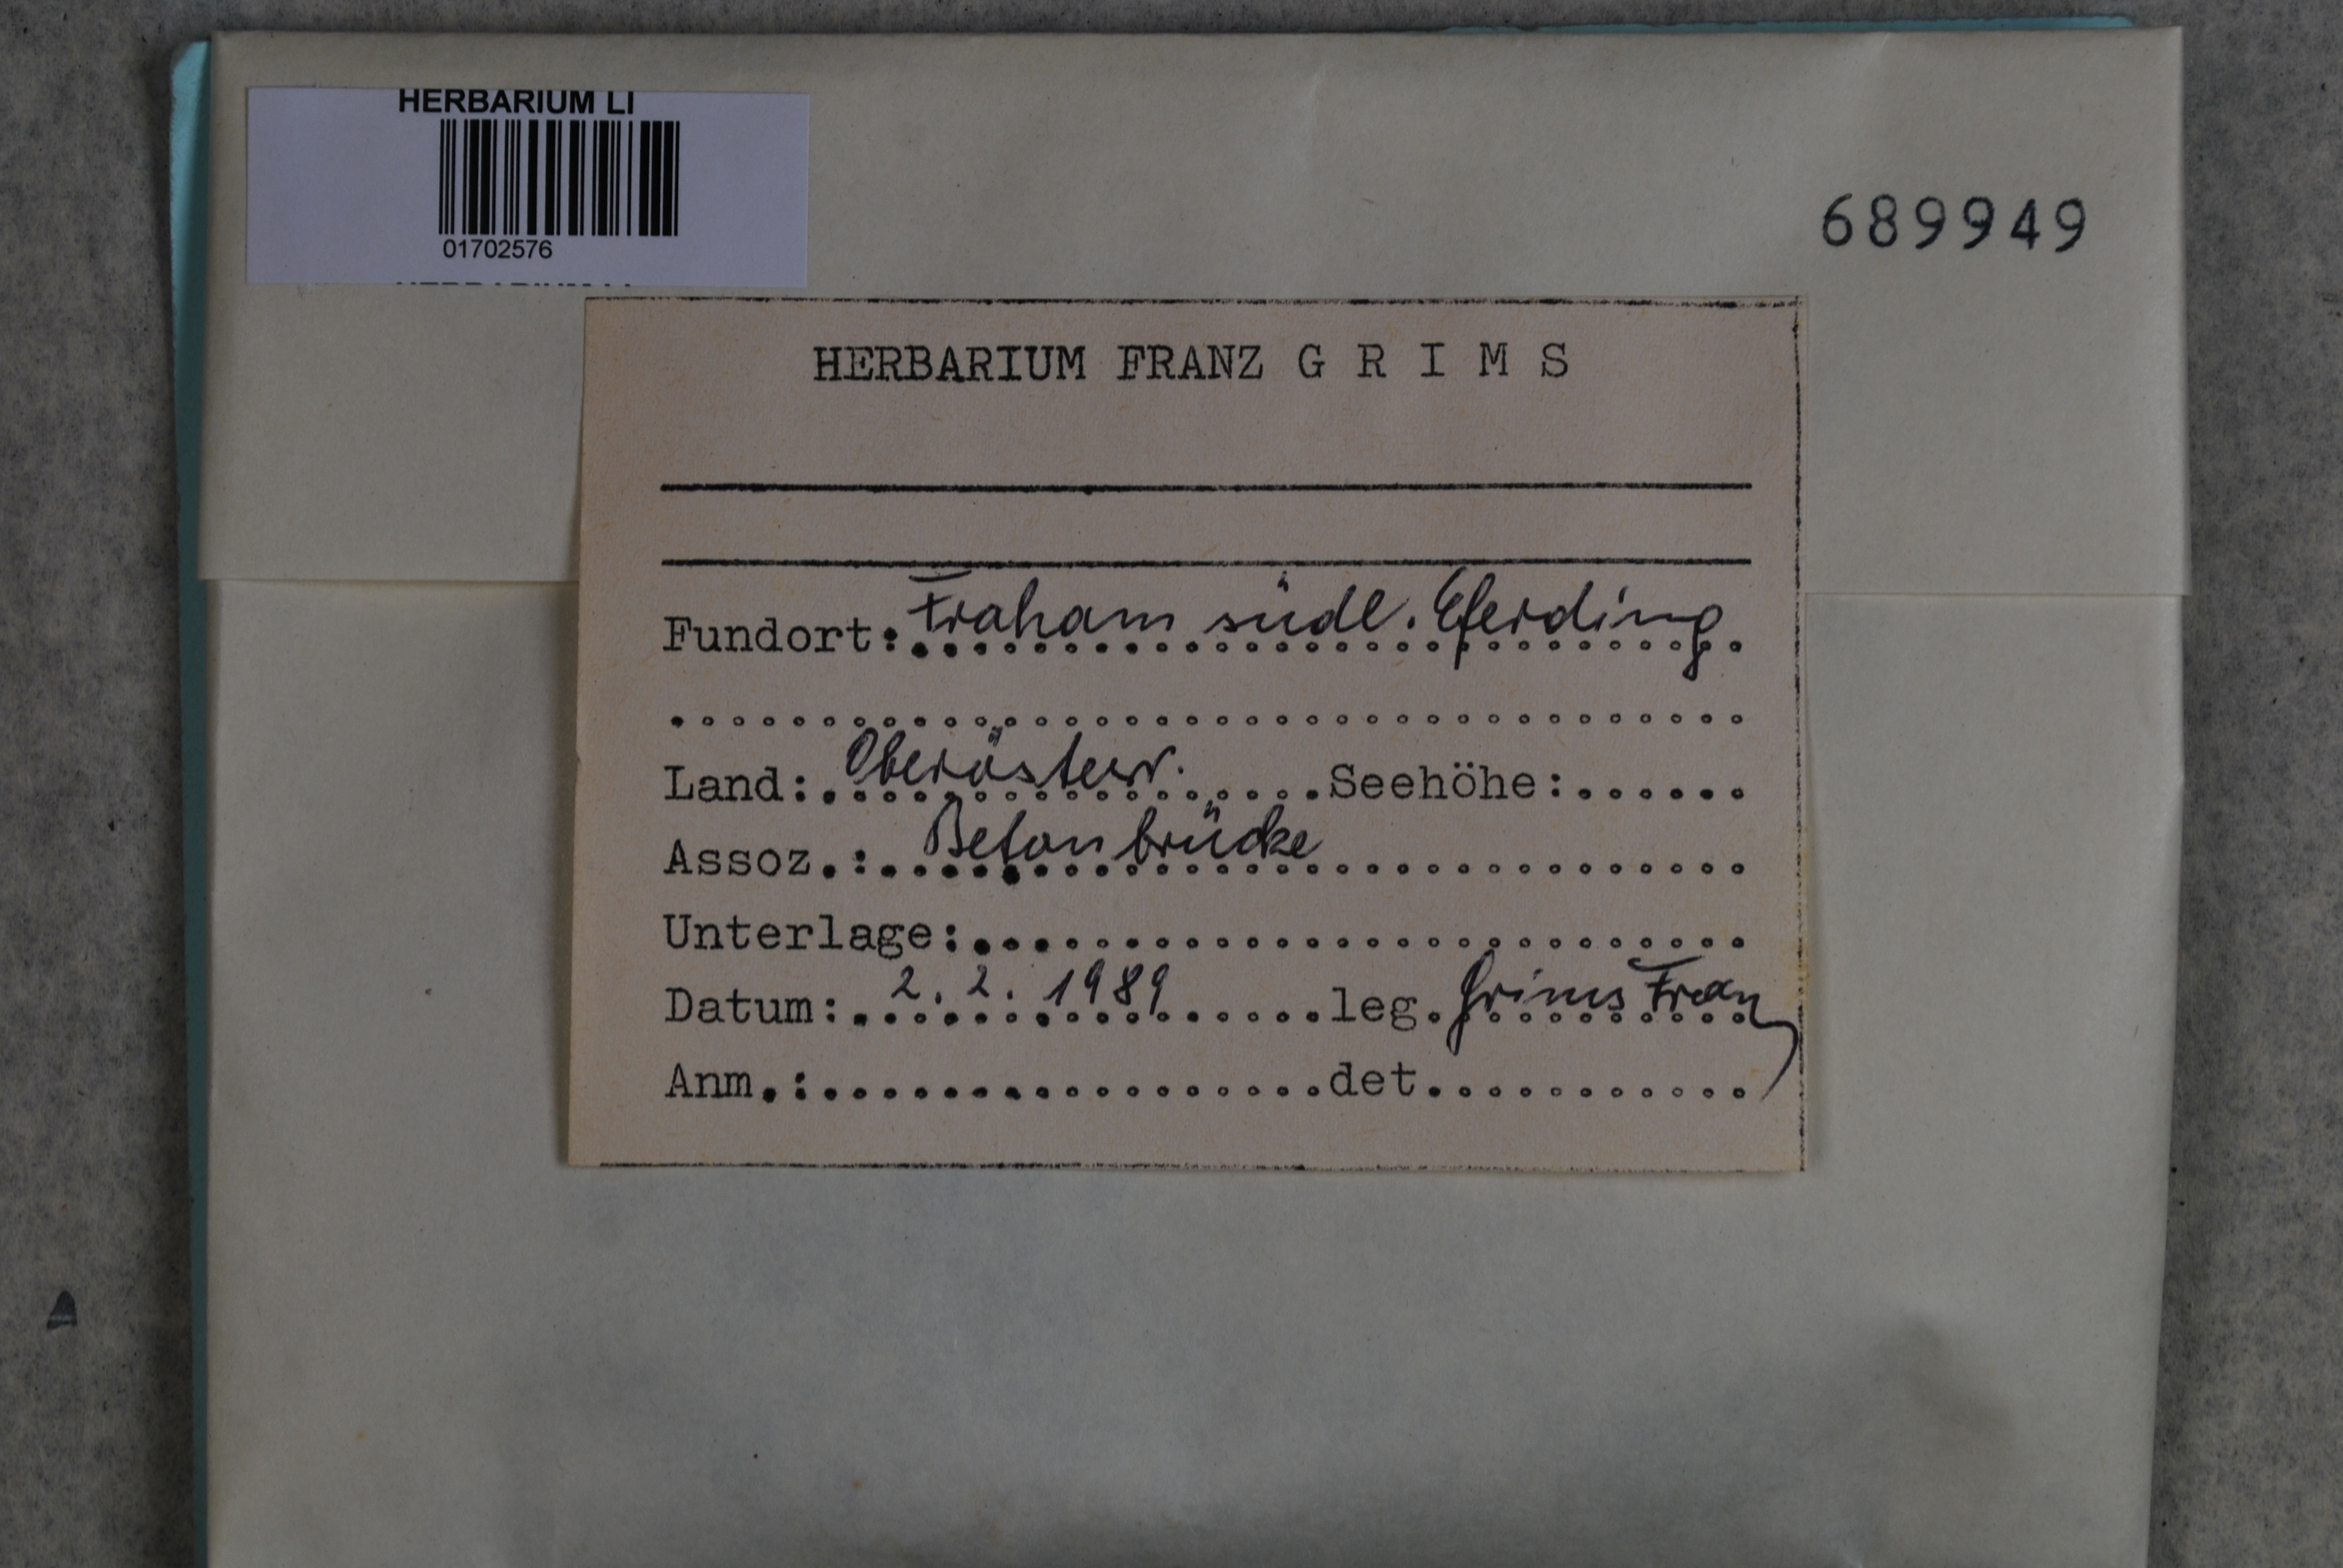 HERBARIUM LI
01702576
689949
HERBARIUM FRANZ G R I M S
Fundort: Fraham südl. Eferding
Land: Oberösterr. Seehöhe:
Assoz.: Betonbrücke
Unterlage:
Datum: 2. 2. 1989 leg. Grims Franz
Anm.: det.